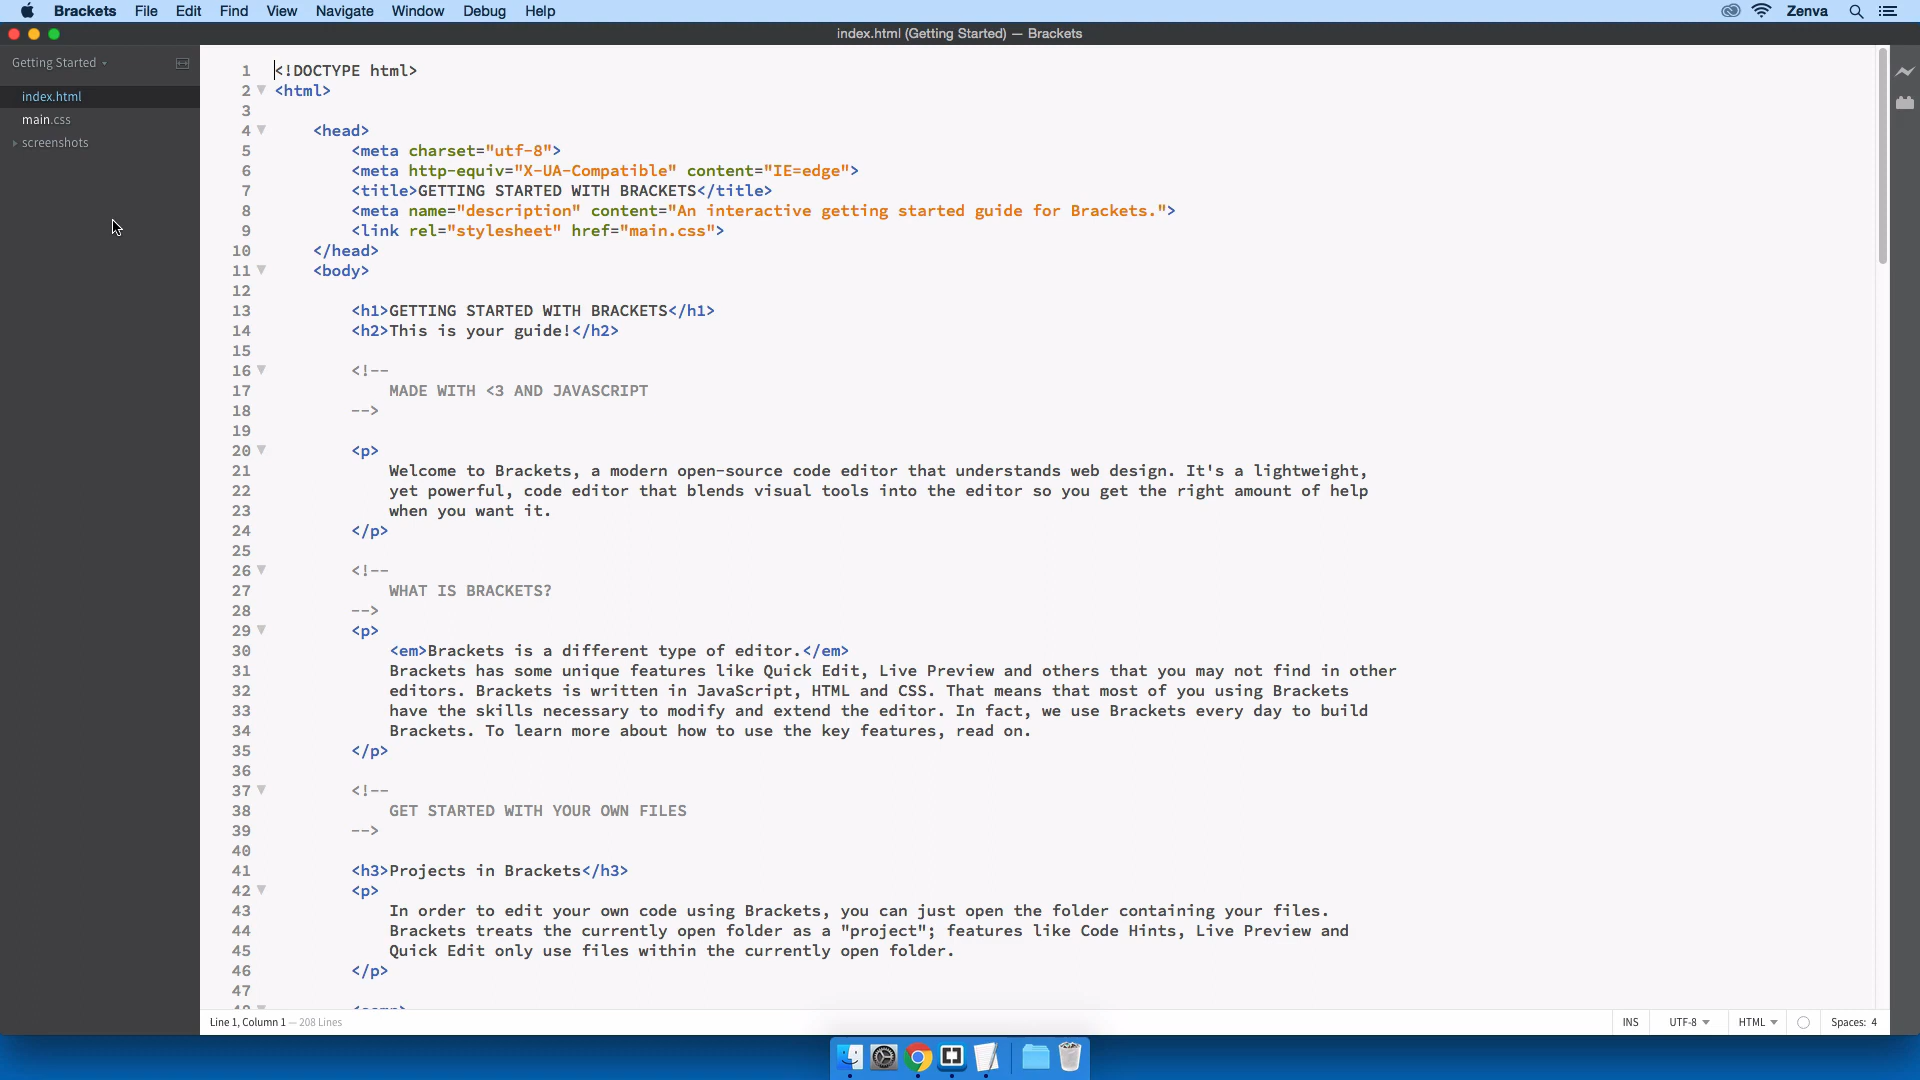 Brackets File Edit Find View Navigate Window Debug Help Zenva
index.html (Getting Started) — Brackets
Getting Started
index.html
main.css
screenshots
1 <!DOCTYPE html>
2 <html>
3
4 <head>
5 <meta charset="utf-8">
6 <meta http-equiv="X-UA-Compatible" content="IE=edge">
7 <title>GETTING STARTED WITH BRACKETS</title>
8 <meta name="description" content="An interactive getting started guide for Brackets.">
9 <link rel="stylesheet" href="main.css">
10 </head>
11 <body>
12
13 <h1>GETTING STARTED WITH BRACKETS</h1>
14 <h2>This is your guide!</h2>
15
16 <!--
17 MADE WITH <3 AND JAVASCRIPT
18 -->
19
20 <p>
21 Welcome to Brackets, a modern open-source code editor that understands web design. It's a lightweight,
22 yet powerful, code editor that blends visual tools into the editor so you get the right amount of help
23 when you want it.
24 </p>
25
26 <!--
27 WHAT IS BRACKETS?
28 -->
29 <p>
30 <em>Brackets is a different type of editor.</em>
31 Brackets has some unique features like Quick Edit, Live Preview and others that you may not find in other
32 editors. Brackets is written in JavaScript, HTML and CSS. That means that most of you using Brackets
33 have the skills necessary to modify and extend the editor. In fact, we use Brackets every day to build
34 Brackets. To learn more about how to use the key features, read on.
35 </p>
36
37 <!--
38 GET STARTED WITH YOUR OWN FILES
39 -->
40
41 <h3>Projects in Brackets</h3>
42 <p>
43 In order to edit your own code using Brackets, you can just open the folder containing your files.
44 Brackets treats the currently open folder as a "project"; features like Code Hints, Live Preview and
45 Quick Edit only use files within the currently open folder.
46 </p>
47
Line 1, Column 1 — 208 Lines INS UTF-8 HTML Spaces: 4